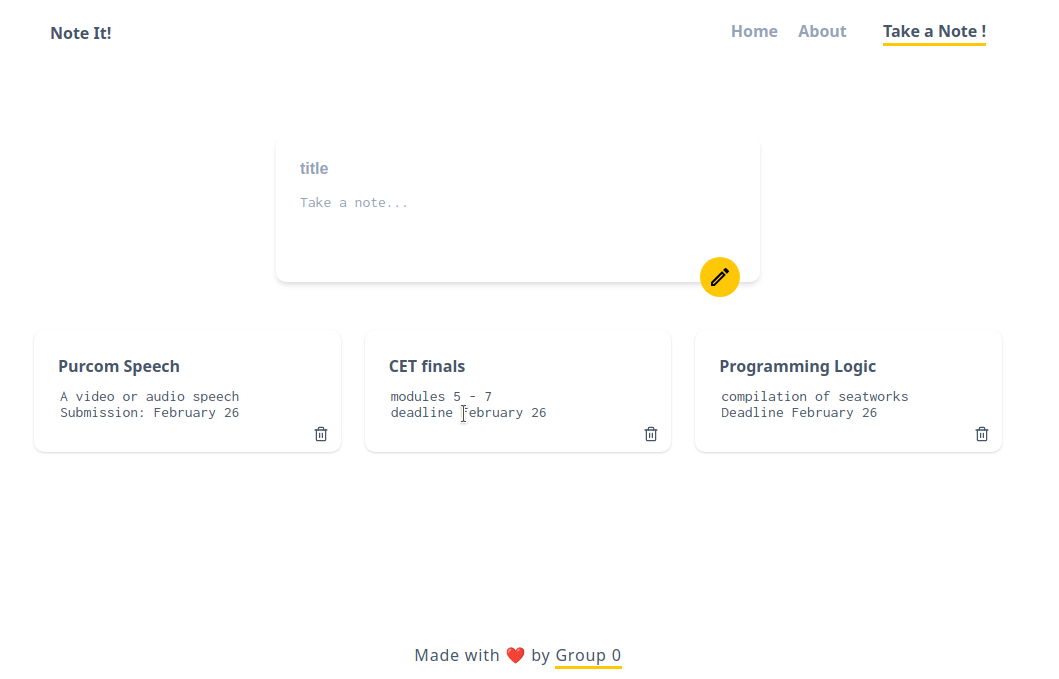 Note It!
Home
About
Take a Note !
title
Take a note...
Purcom Speech
A video or audio speech
Submission: February 26
CET finals
modules 5 - 7
deadline February 26
Programming Logic
compilation of seatworks
Deadline February 26
Made with ❤️ by Group 0